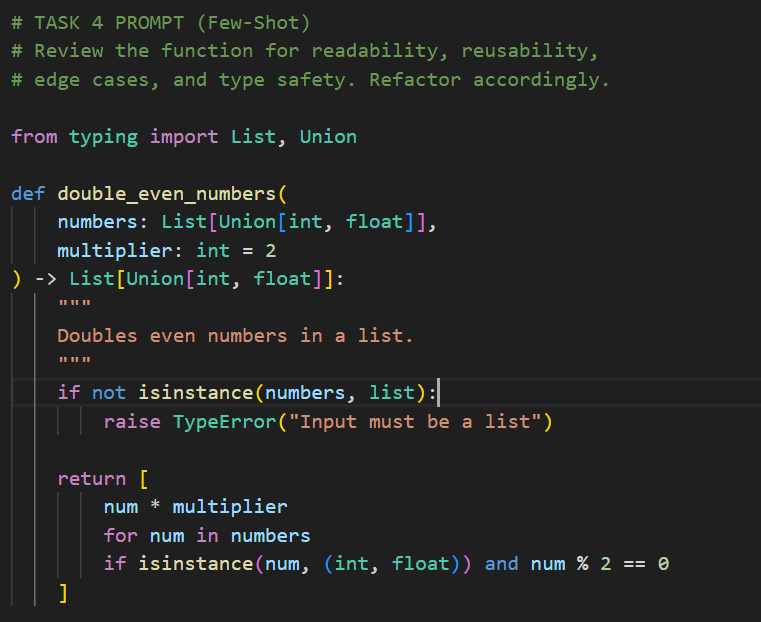 # TASK 4 PROMPT (Few-Shot)
# Review the function for readability, reusability,
# edge cases, and type safety. Refactor accordingly.

from typing import List, Union

def double_even_numbers(
    numbers: List[Union[int, float]],
    multiplier: int = 2
) -> List[Union[int, float]]:
    """
    Doubles even numbers in a list.
    """
    if not isinstance(numbers, list):
        raise TypeError("Input must be a list")

    return [
        num * multiplier
        for num in numbers
        if isinstance(num, (int, float)) and num % 2 == 0
    ]